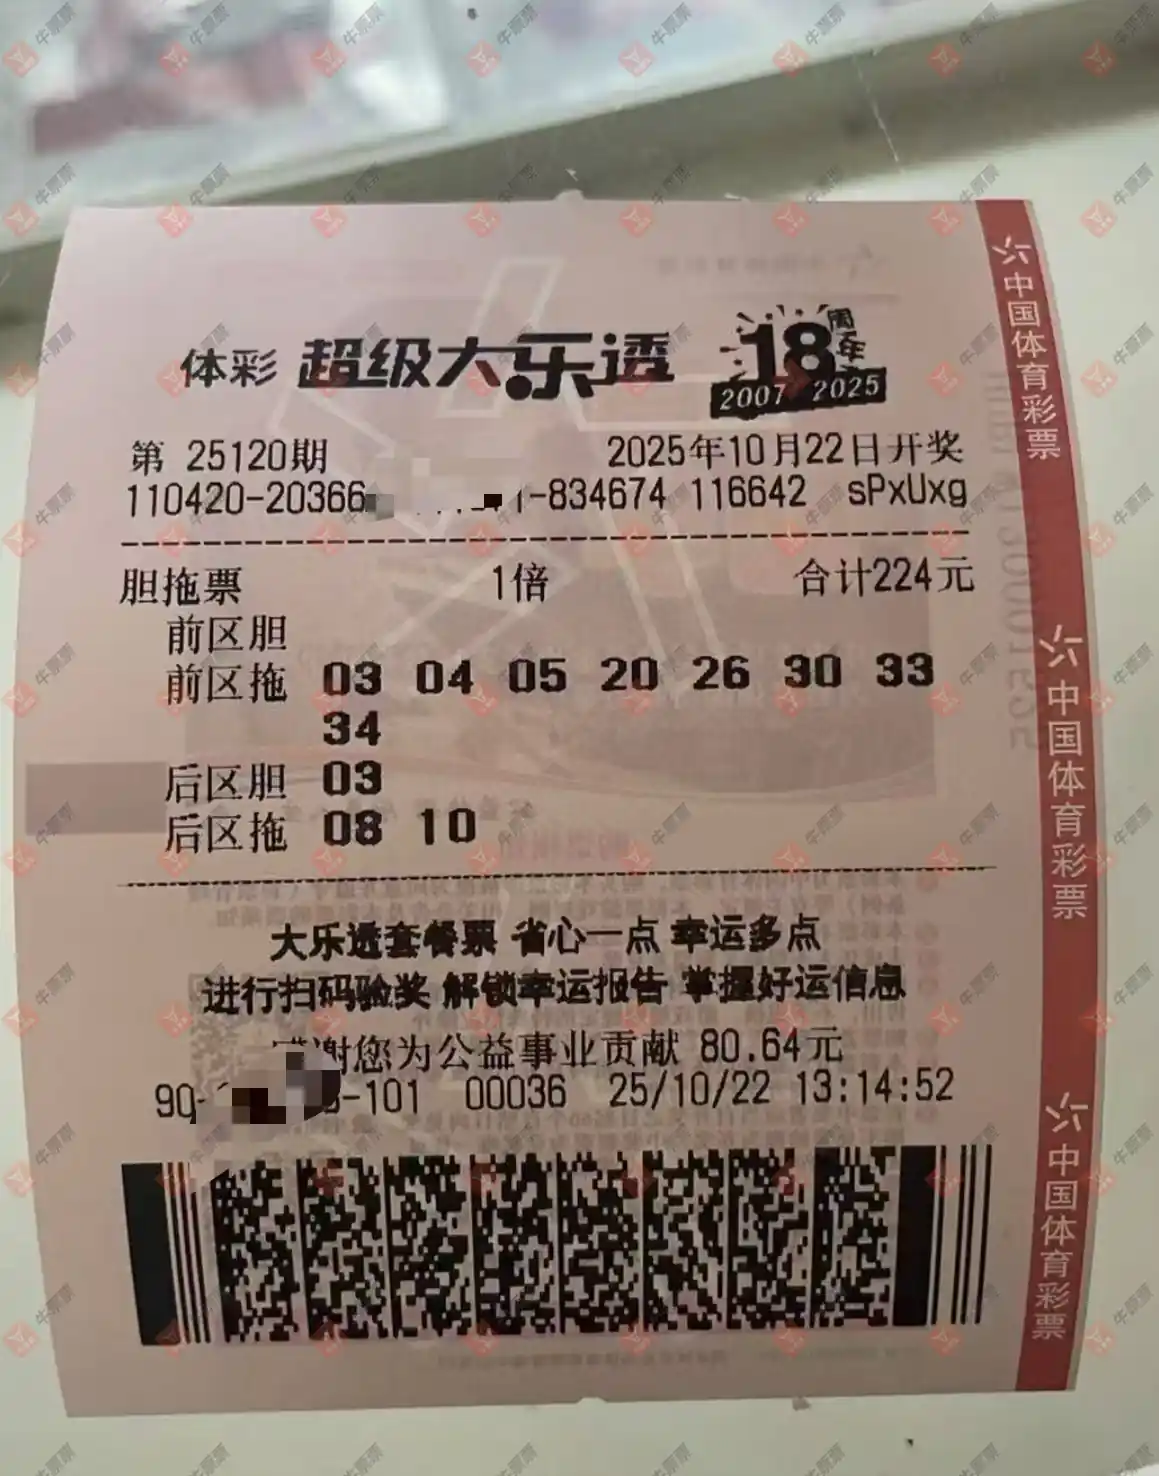 体彩 超级大乐透 18周年 2007 2025
第 25120期 2025年10月22日开奖
110420-20366 -834674 116642 sPxUxg
胆拖票 1倍 合计224元
前区胆
前区拖 03 04 05 20 26 30 33
34
后区胆 03
后区拖 08 10
大乐透套餐票 省心一点 幸运多点
进行扫码验奖 解锁幸运报告 掌握好运信息
感谢您为公益事业贡献 80.64元
90- -101 00036 25/10/22 13:14:52
中国体育彩票
中国体育彩票
中国体育彩票
牛票票